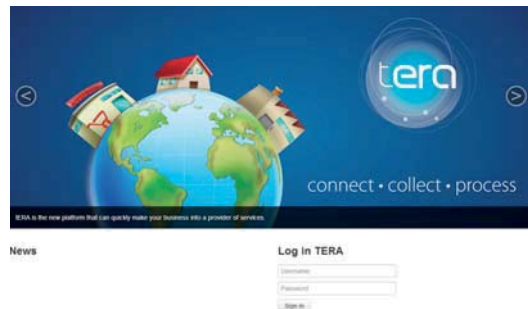 <
tera
>
connect • collect • process
tERA is the new platform that can quickly make your business into a provider of services.
News
Log in TERA
Username
Password
Sign in